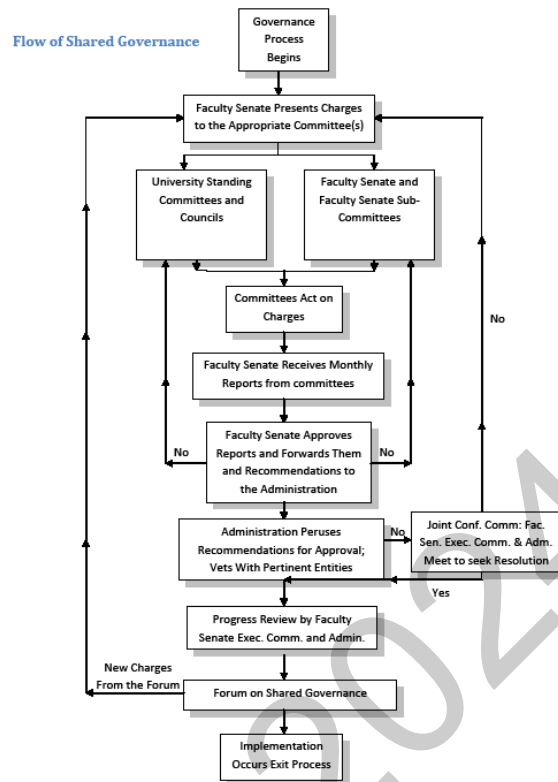 Flow of Shared Governance
Governance
Process
Begins
Faculty Senate Presents Charges
to the Appropriate Committee(s)
University Standing
Committees and
Councils
Faculty Senate and
Faculty Senate Sub-
Committees
Committees Act on
Charges
No
Faculty Senate Receives Monthly
Reports from committees
No
Faculty Senate Approves
Reports and Forwards Them
and Recommendations to
the Administration
No
Administration Peruses
Recommendations for Approval;
Vets With Pertinent Entities
No
Joint Conf. Comm: Fac.
Sen. Exec. Comm. & Adm.
Meet to seek Resolution
Yes
Progress Review by Faculty
Senate Exec. Comm. and Admin.
New Charges
From the Forum
Forum on Shared Governance
Implementation
Occurs Exit Process
2024